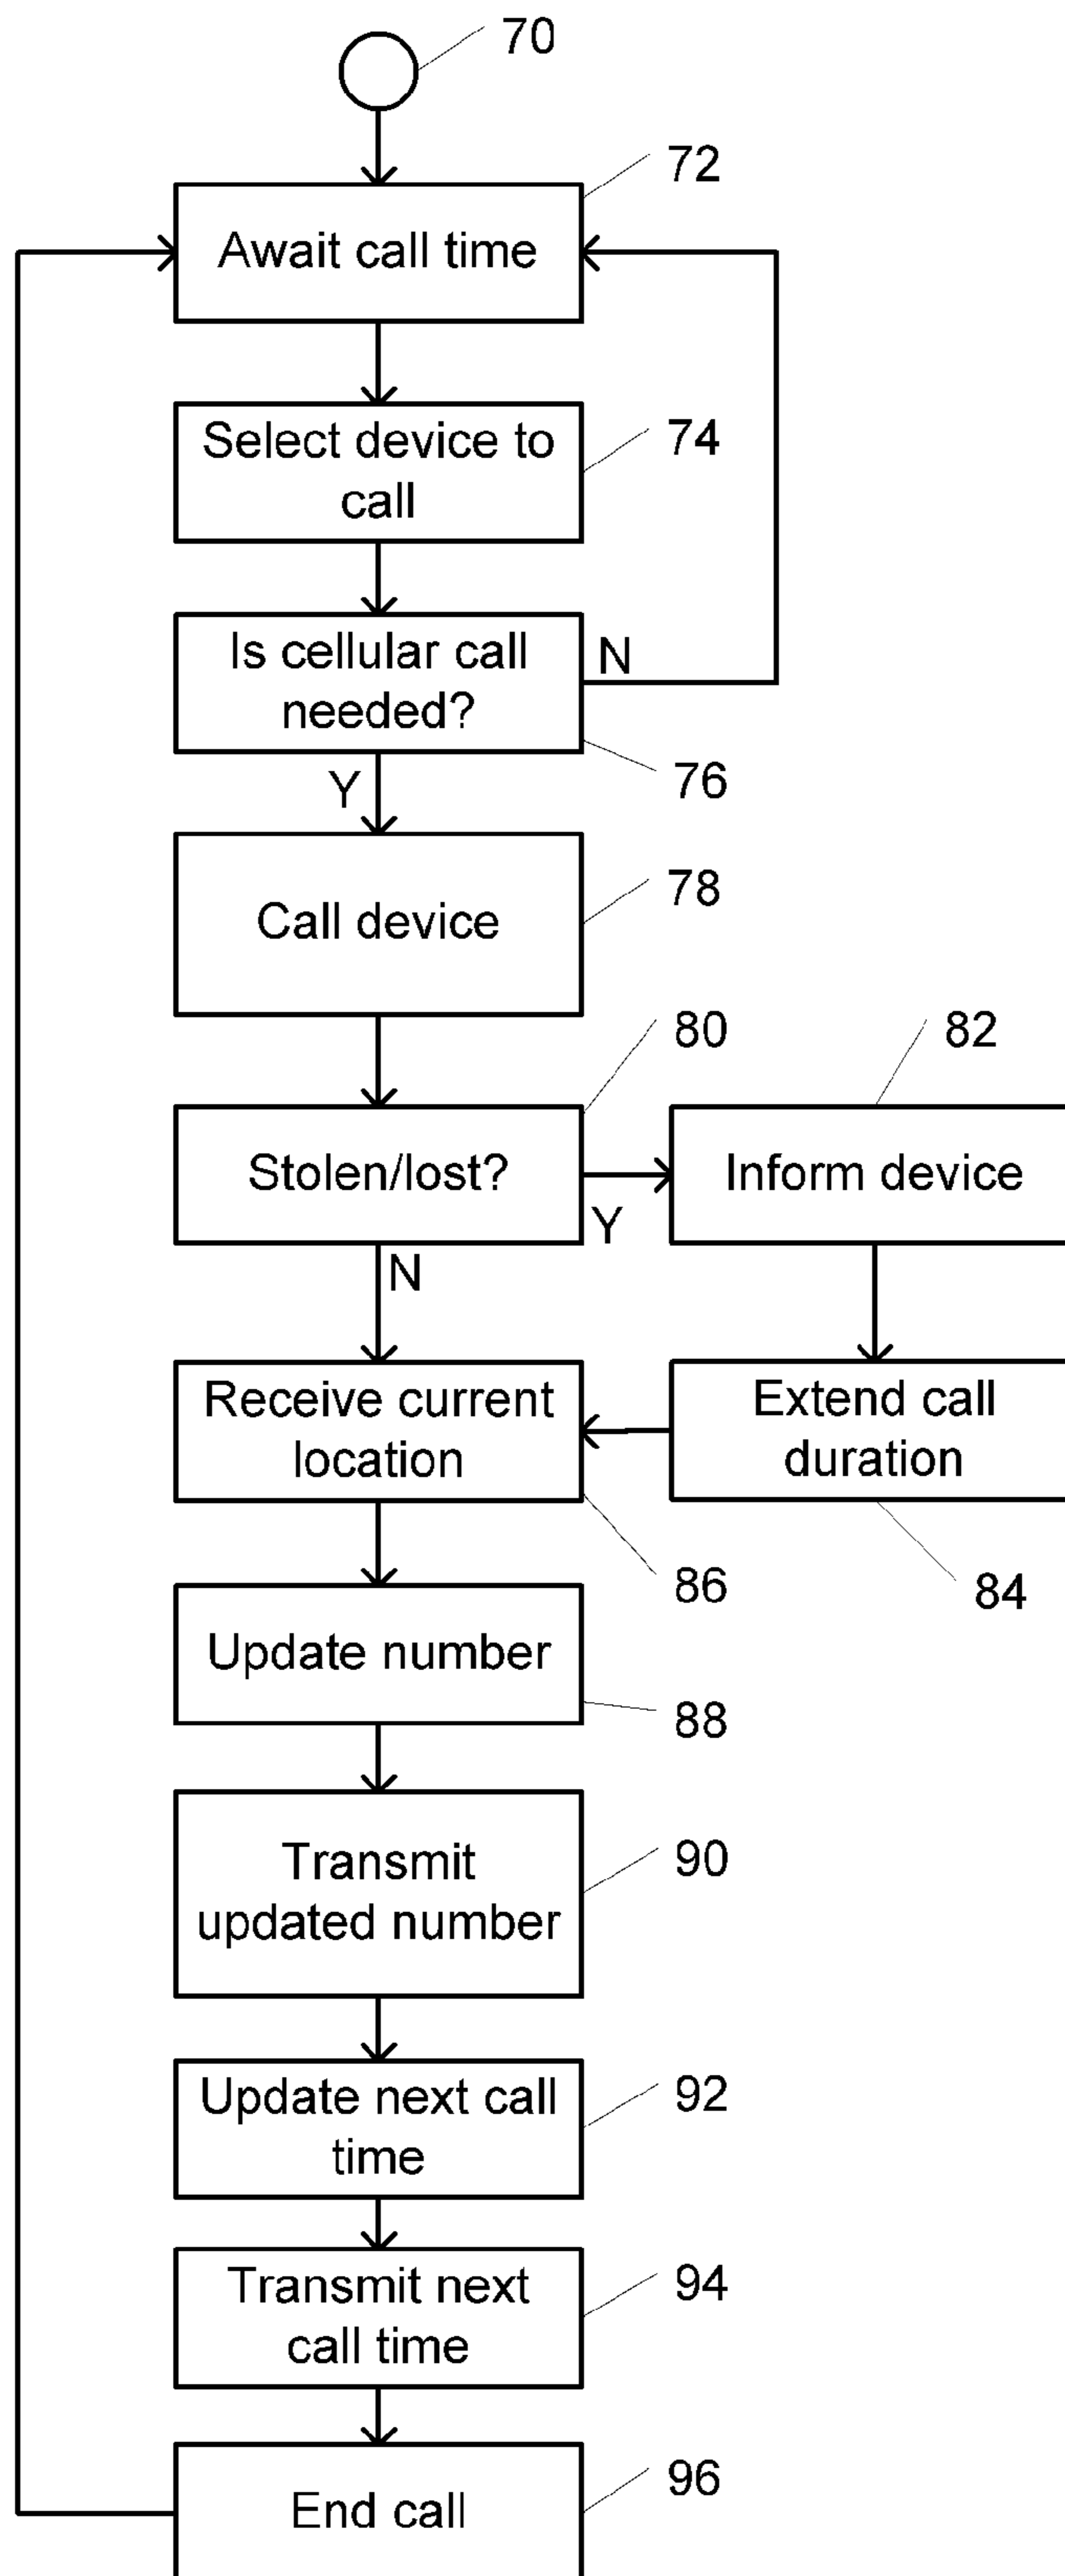 70
72
Await call time
Select device to
call
74
Is cellular call
needed?
N
76
Y
78
Call device
80
82
Stolen/lost?
Inform device
Y
N
Receive current
location
Extend call
duration
86
84
Update number
88
Transmit
updated number
90
Update next call
time
92
Transmit next
call time
94
End call
96